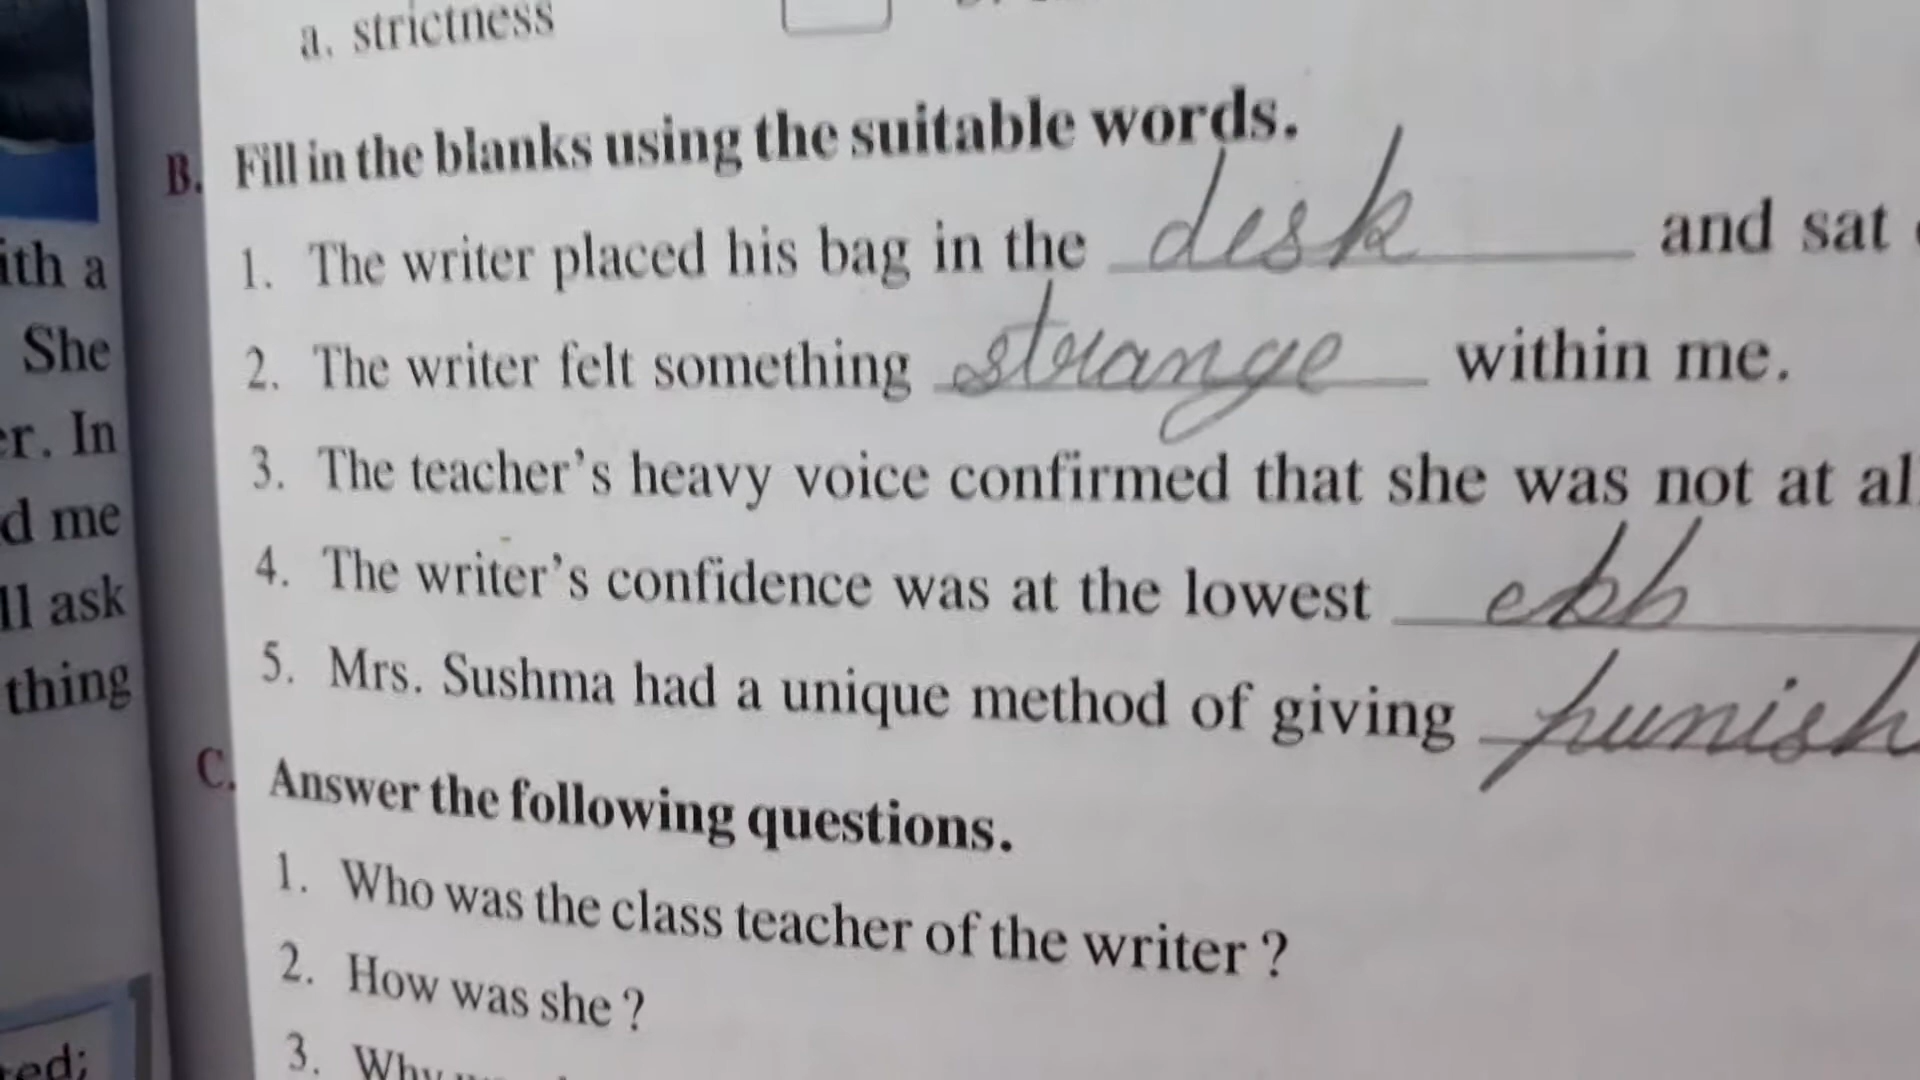 a. strictness
B. Fill in the blanks using the suitable words.
1. The writer placed his bag in the desk and sat
2. The writer felt something strange within me.
3. The teacher's heavy voice confirmed that she was not at al
4. The writer's confidence was at the lowest ebb
5. Mrs. Sushma had a unique method of giving punish
C. Answer the following questions.
1. Who was the class teacher of the writer ?
2. How was she ?
3. Why
ith a
She
er. In
d me
ll ask
thing
ed;